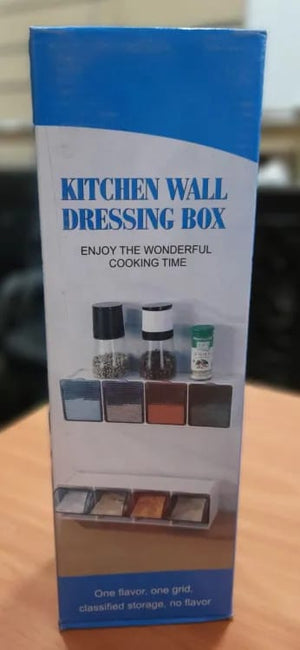 KITCHEN WALL
DRESSING BOX
ENJOY THE WONDERFUL
COOKING TIME
One flavor, one grid,
classified storage, no flavor